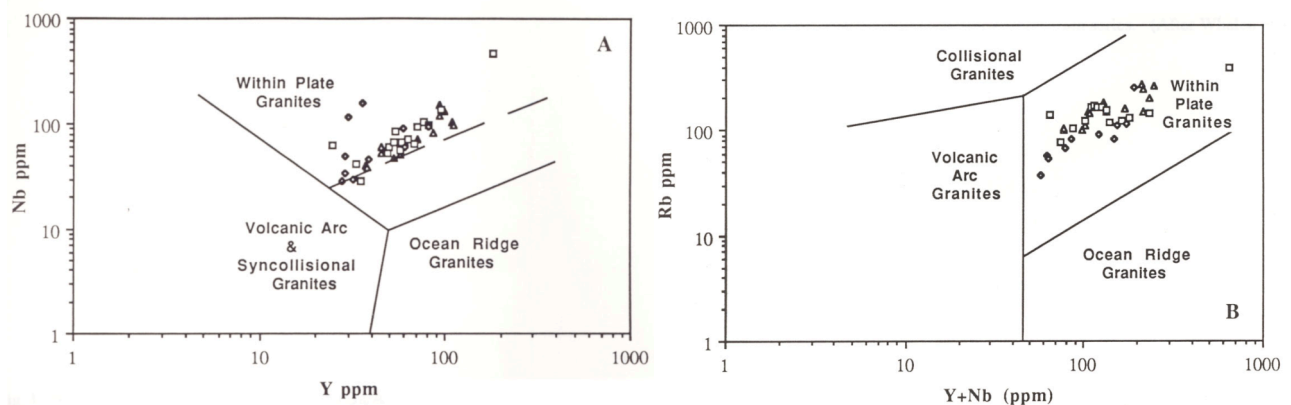 1000
100
10
1
Nb ppm
A
Within Plate
Granites
Volcanic Arc
&
Syncollisional
Granites
Ocean Ridge
Granites
1
10
100
1000
Y ppm
1000
100
10
1
Rb ppm
Collisional
Granites
Within
Plate
Granites
Volcanic
Arc
Granites
Ocean Ridge
Granites
B
1
10
100
1000
Y+Nb (ppm)